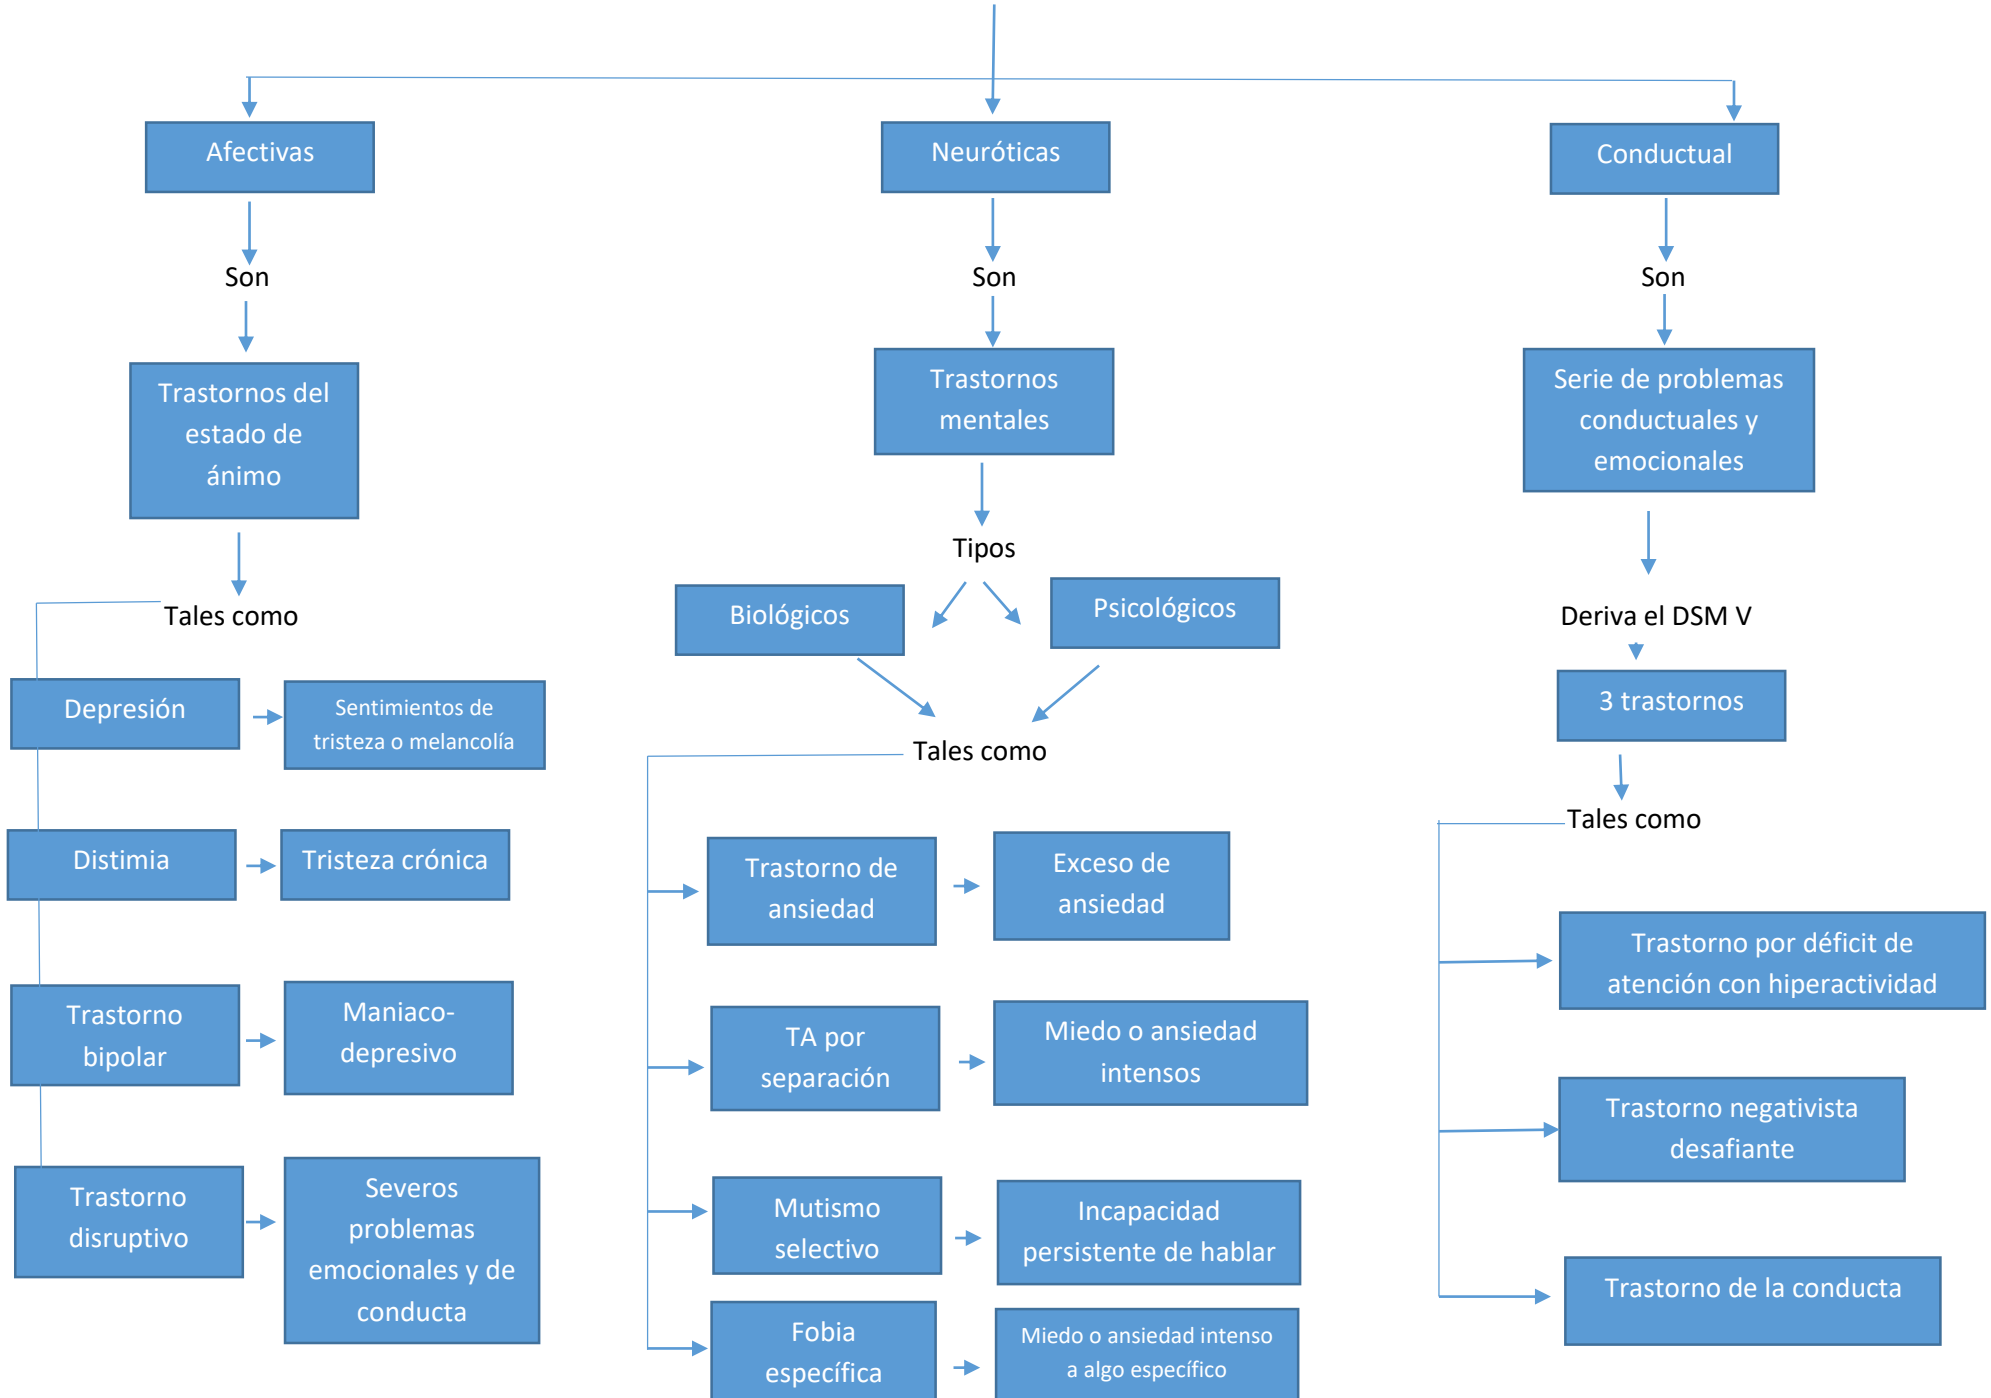 Afectivas
Son
Trastornos del
estado de
ánimo
Tales como
Depresión
Sentimientos de
tristeza o melancolía
Distimia
Tristeza crónica
Trastorno
bipolar
Maniaco-
depresivo
Trastorno
disruptivo
Severos
problemas
emocionales y de
conducta
Neuróticas
Son
Trastornos
mentales
Tipos
Biológicos
Psicológicos
Tales como
Trastorno de
ansiedad
Exceso de
ansiedad
TA por
separación
Miedo o ansiedad
intensos
Mutismo
selectivo
Incapacidad
persistente de hablar
Fobia
específica
Miedo o ansiedad intenso
a algo específico
Conductual
Son
Serie de problemas
conductuales y
emocionales
Deriva el DSM V
3 trastornos
Tales como
Trastorno por déficit de
atención con hiperactividad
Trastorno negativista
desafiante
Trastorno de la conducta